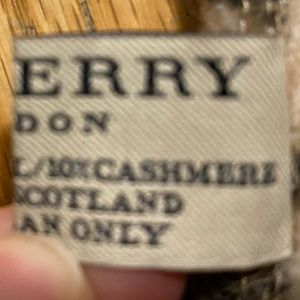 ERRY
DON
L/10% CASHMERE
SCOTLAND
AN ONLY